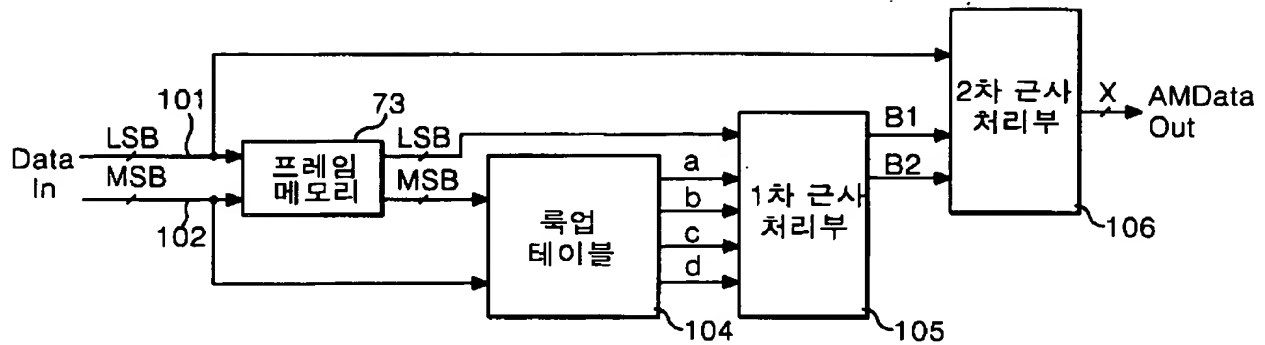 Data
In
LSB
101
MSB
102
73
프레임
메모리
LSB
MSB
룩업
테이블
104
a
b
c
d
1차 근사
처리부
105
B1
B2
2차 근사
처리부
106
X
AMData
Out